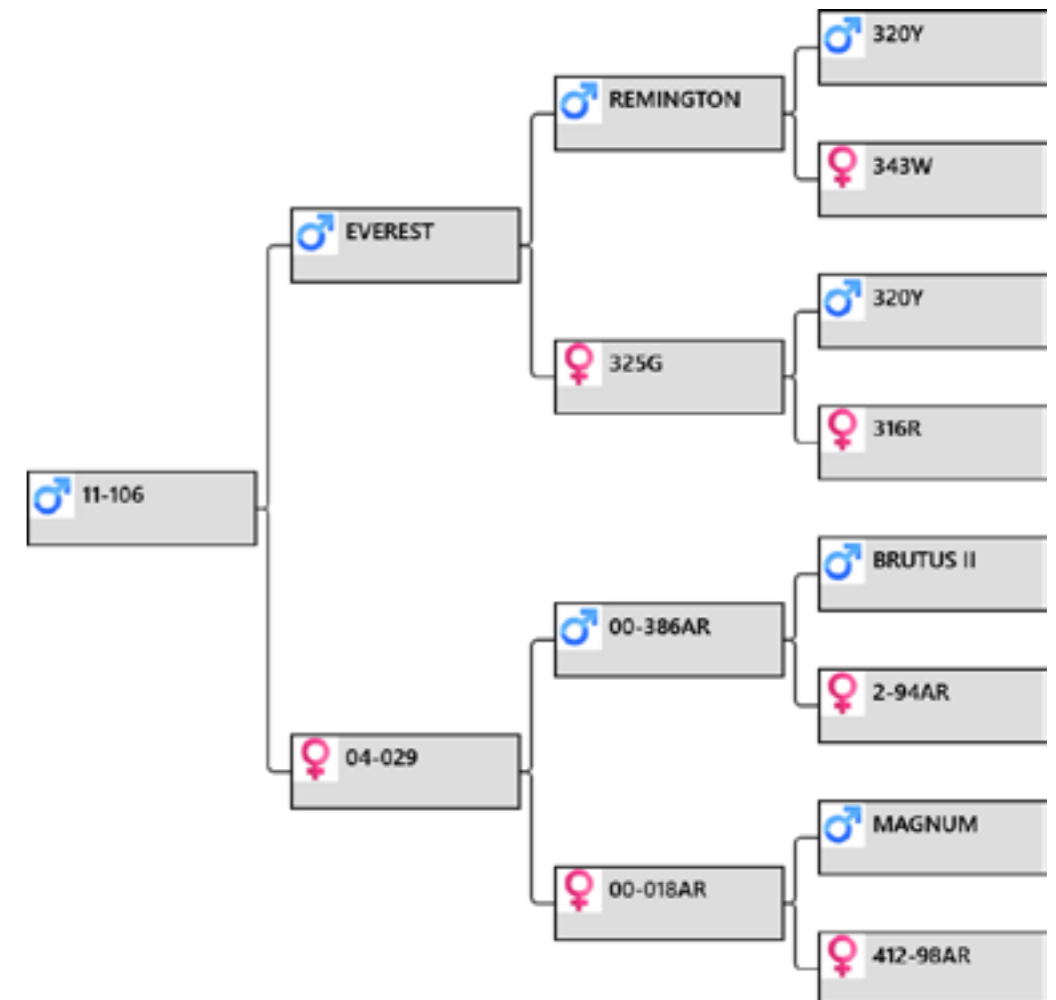 320Y
REMINGTON
343W
EVEREST
320Y
325G
316R
11-106
BRUTUS II
00-386AR
2-94AR
04-029
MAGNUM
00-018AR
412-98AR